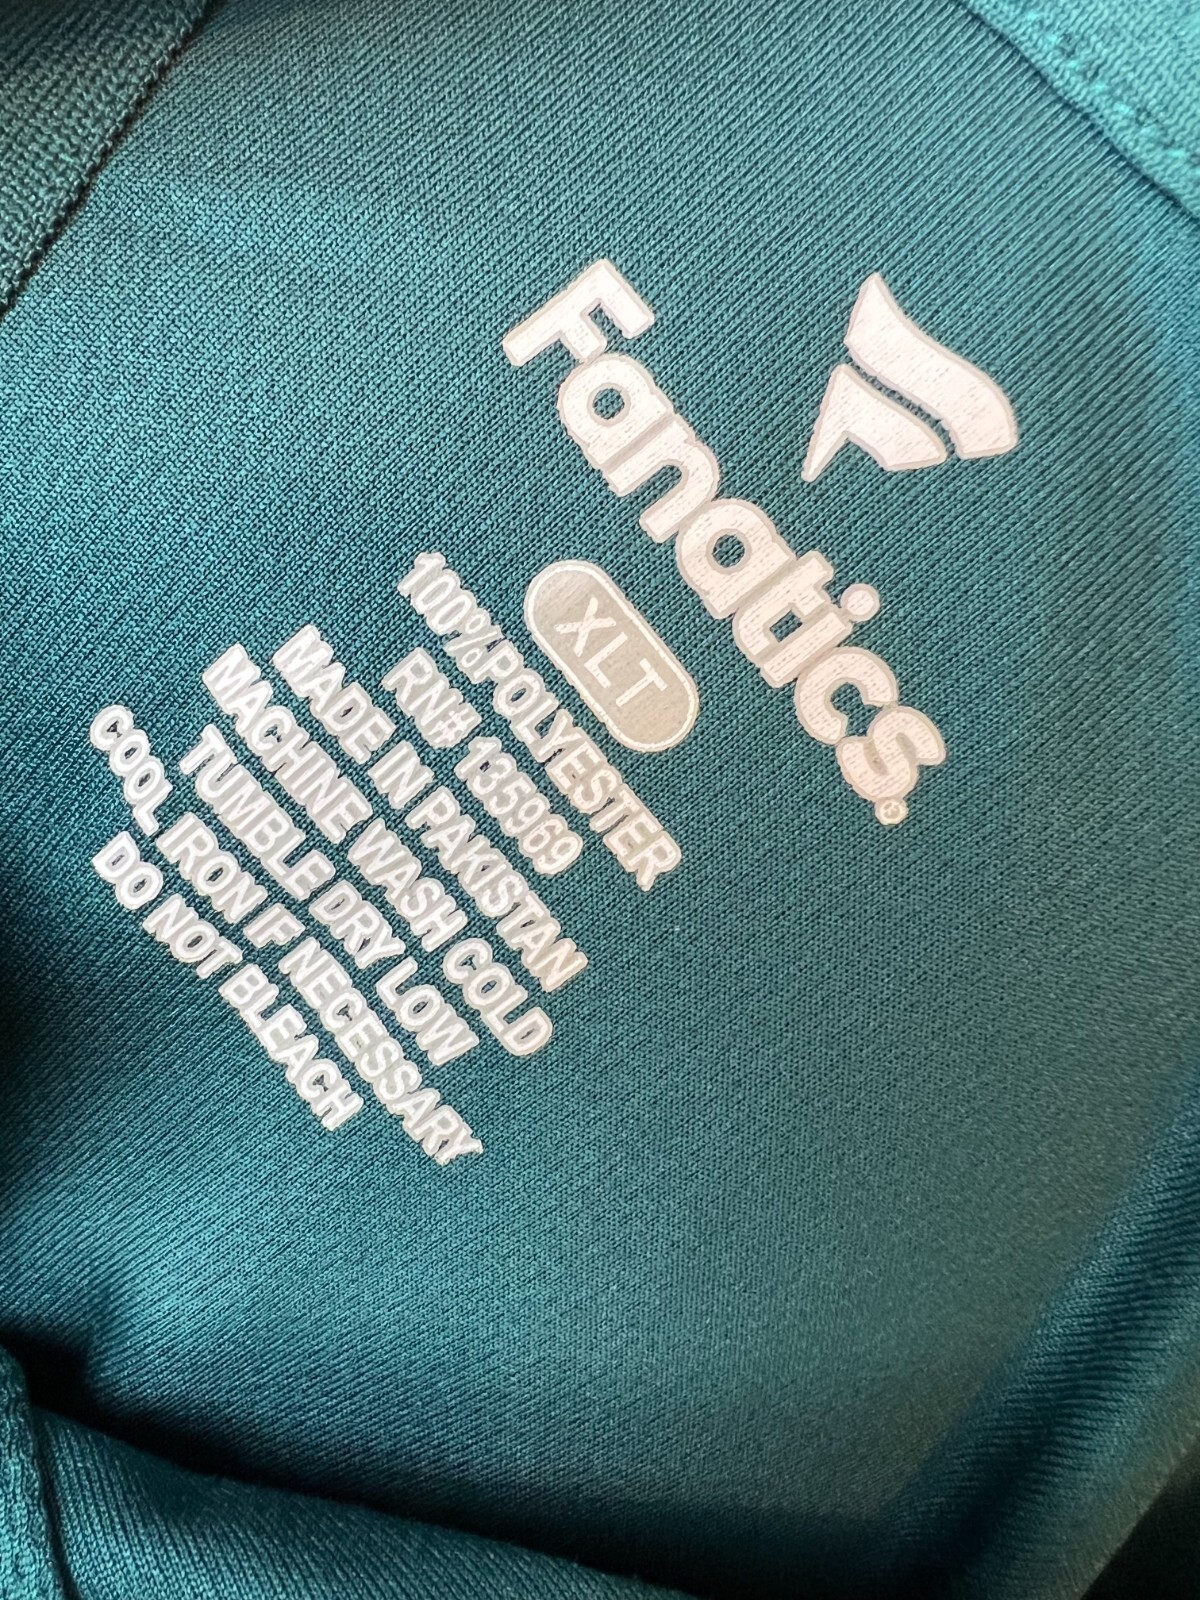 Fanatics®
XLT
100%POLYESTER
RN# 135969
MADE IN PAKISTAN
MACHINE WASH COLD
TUMBLE DRY LOW
COOL IRON IF NECESSARY
DO NOT BLEACH